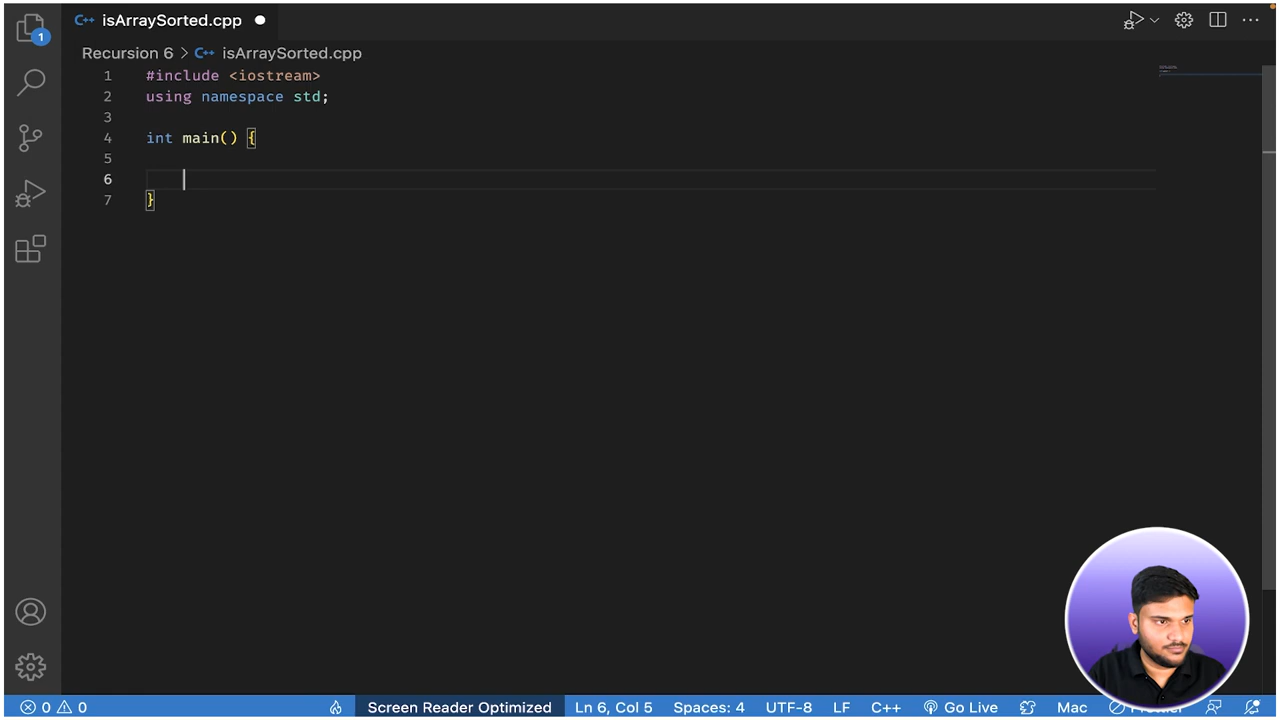 isArraySorted.cpp
Recursion 6 > isArraySorted.cpp
1 #include <iostream>
2 using namespace std;
3
4 int main() {
5
6
7 }
1
0 0
Screen Reader Optimized
Ln 6, Col 5
Spaces: 4
UTF-8
LF
C++
Go Live
Mac